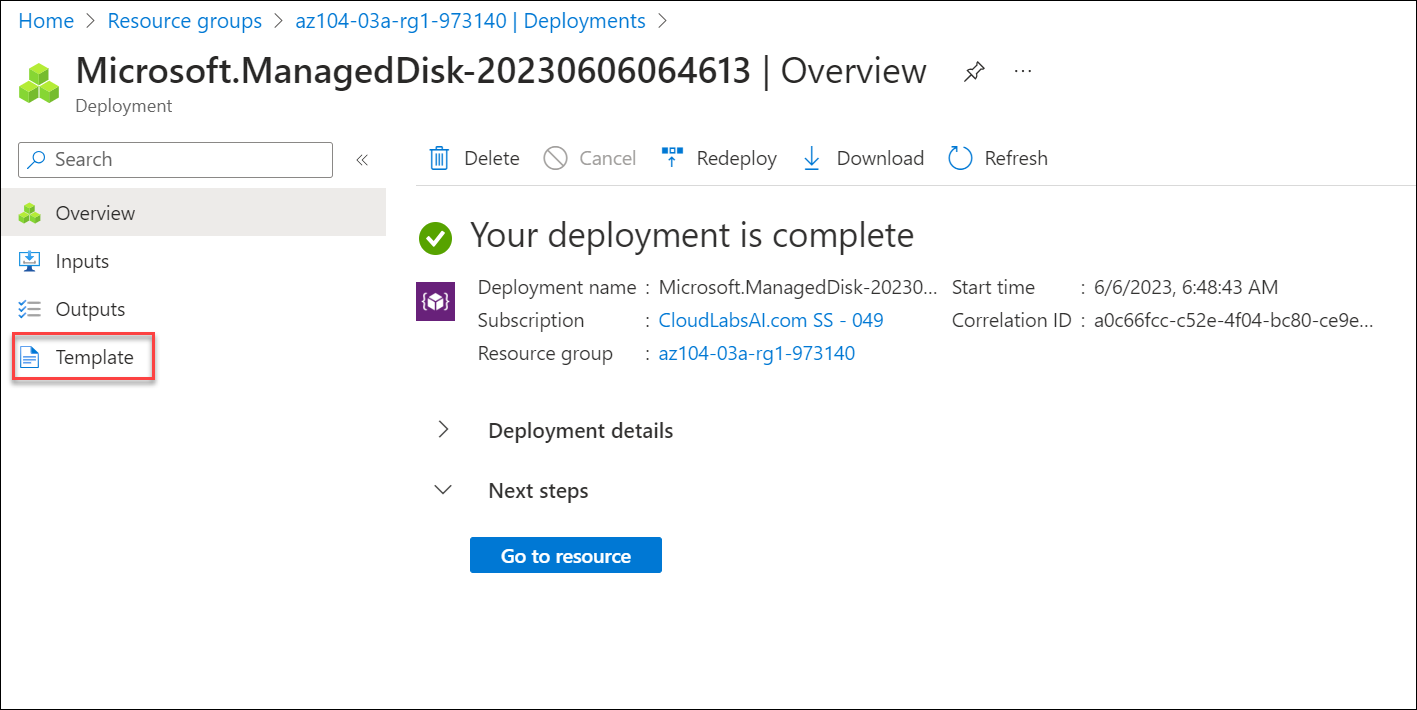 Home > Resource groups > az104-03a-rg1-973140 | Deployments >
Microsoft.ManagedDisk-20230606064613 | Overview ...
Deployment
Search «
Delete Cancel Redeploy Download Refresh
Overview
Inputs
Outputs
Template
Your deployment is complete
Deployment name : Microsoft.ManagedDisk-20230... Start time : 6/6/2023, 6:48:43 AM
Subscription : CloudLabsAI.com SS - 049 Correlation ID : a0c66fcc-c52e-4f04-bc80-ce9e...
Resource group : az104-03a-rg1-973140
Deployment details
Next steps
Go to resource